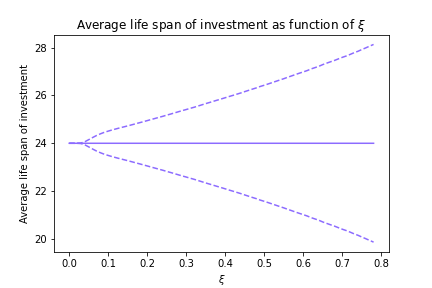 Average life span of investment as function of ξ
Average life span of investment
28
26
24
22
20
0.0 0.1 0.2 0.3 0.4 0.5 0.6 0.7 0.8
ξ